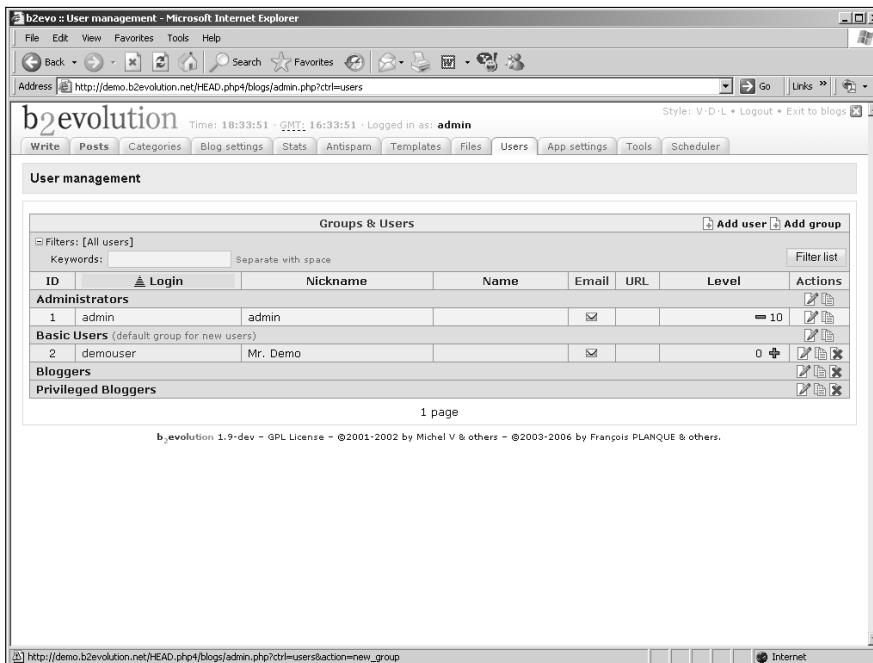 b2evo :: User management - Microsoft Internet Explorer
File Edit View Favorites Tools Help
Back Search Favorites
Address http://demo.b2evolution.net/HEAD.php4/blogs/admin.php?ctrl=users Go Links »
b2evolution Time: 18:33:51 · GMT: 16:33:51 · Logged in as: admin
Style: V·D·L • Logout • Exit to blogs
Write Posts Categories Blog settings Stats Antispam Templates Files Users App settings Tools Scheduler
User management
Groups & Users Add user Add group
Filters: [All users]
Keywords: Separate with space Filter list
ID Login Nickname Name Email URL Level Actions
Administrators
1 admin admin 10
Basic Users (default group for new users)
2 demouser Mr. Demo 0
Bloggers
Privileged Bloggers
1 page
b2evolution 1.9-dev – GPL License – ©2001-2002 by Michel V & others – ©2003-2006 by François PLANQUE & others.
http://demo.b2evolution.net/HEAD.php4/blogs/admin.php?ctrl=users&action=new_group Internet